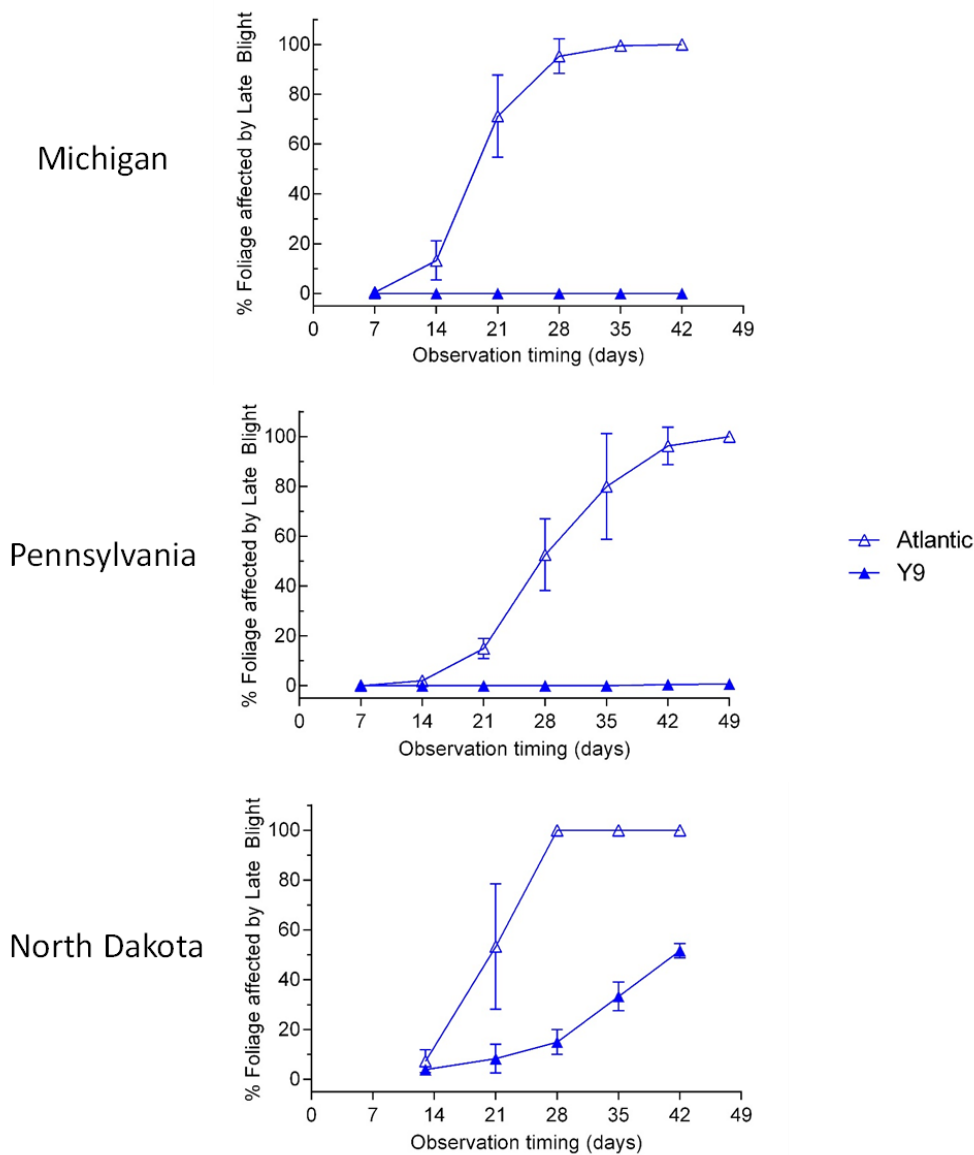 Michigan
% Foliage affected by Late Blight
100
80
60
40
20
0
0 7 14 21 28 35 42 49
Observation timing (days)
Pennsylvania
% Foliage affected by Late Blight
100
80
60
40
20
0
0 7 14 21 28 35 42 49
Observation timing (days)
Atlantic
Y9
North Dakota
% Foliage affected by Late Blight
100
80
60
40
20
0
0 7 14 21 28 35 42 49
Observation timing (days)